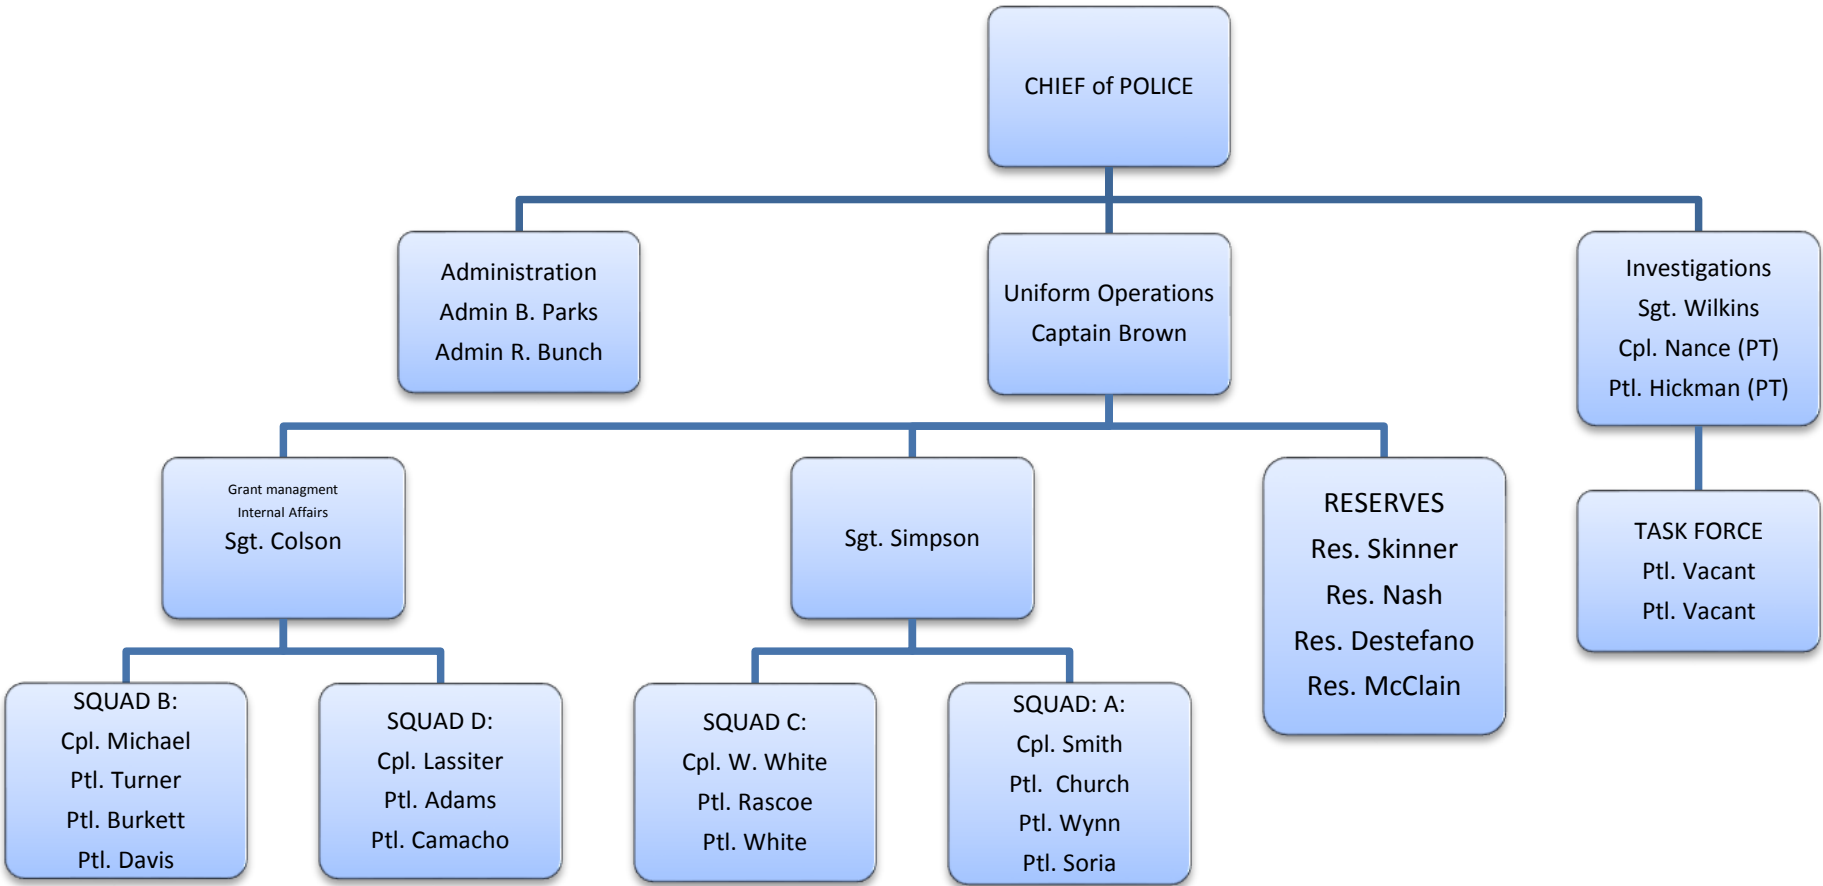 CHIEF of POLICE
Administration
Admin B. Parks
Admin R. Bunch
Uniform Operations
Captain Brown
Investigations
Sgt. Wilkins
Cpl. Nance (PT)
Ptl. Hickman (PT)
Grant managment
Internal Affairs
Sgt. Colson
Sgt. Simpson
RESERVES
Res. Skinner
Res. Nash
Res. Destefano
Res. McClain
TASK FORCE
Ptl. Vacant
Ptl. Vacant
SQUAD B:
Cpl. Michael
Ptl. Turner
Ptl. Burkett
Ptl. Davis
SQUAD D:
Cpl. Lassiter
Ptl. Adams
Ptl. Camacho
SQUAD C:
Cpl. W. White
Ptl. Rascoe
Ptl. White
SQUAD: A:
Cpl. Smith
Ptl.  Church
Ptl. Wynn
Ptl. Soria